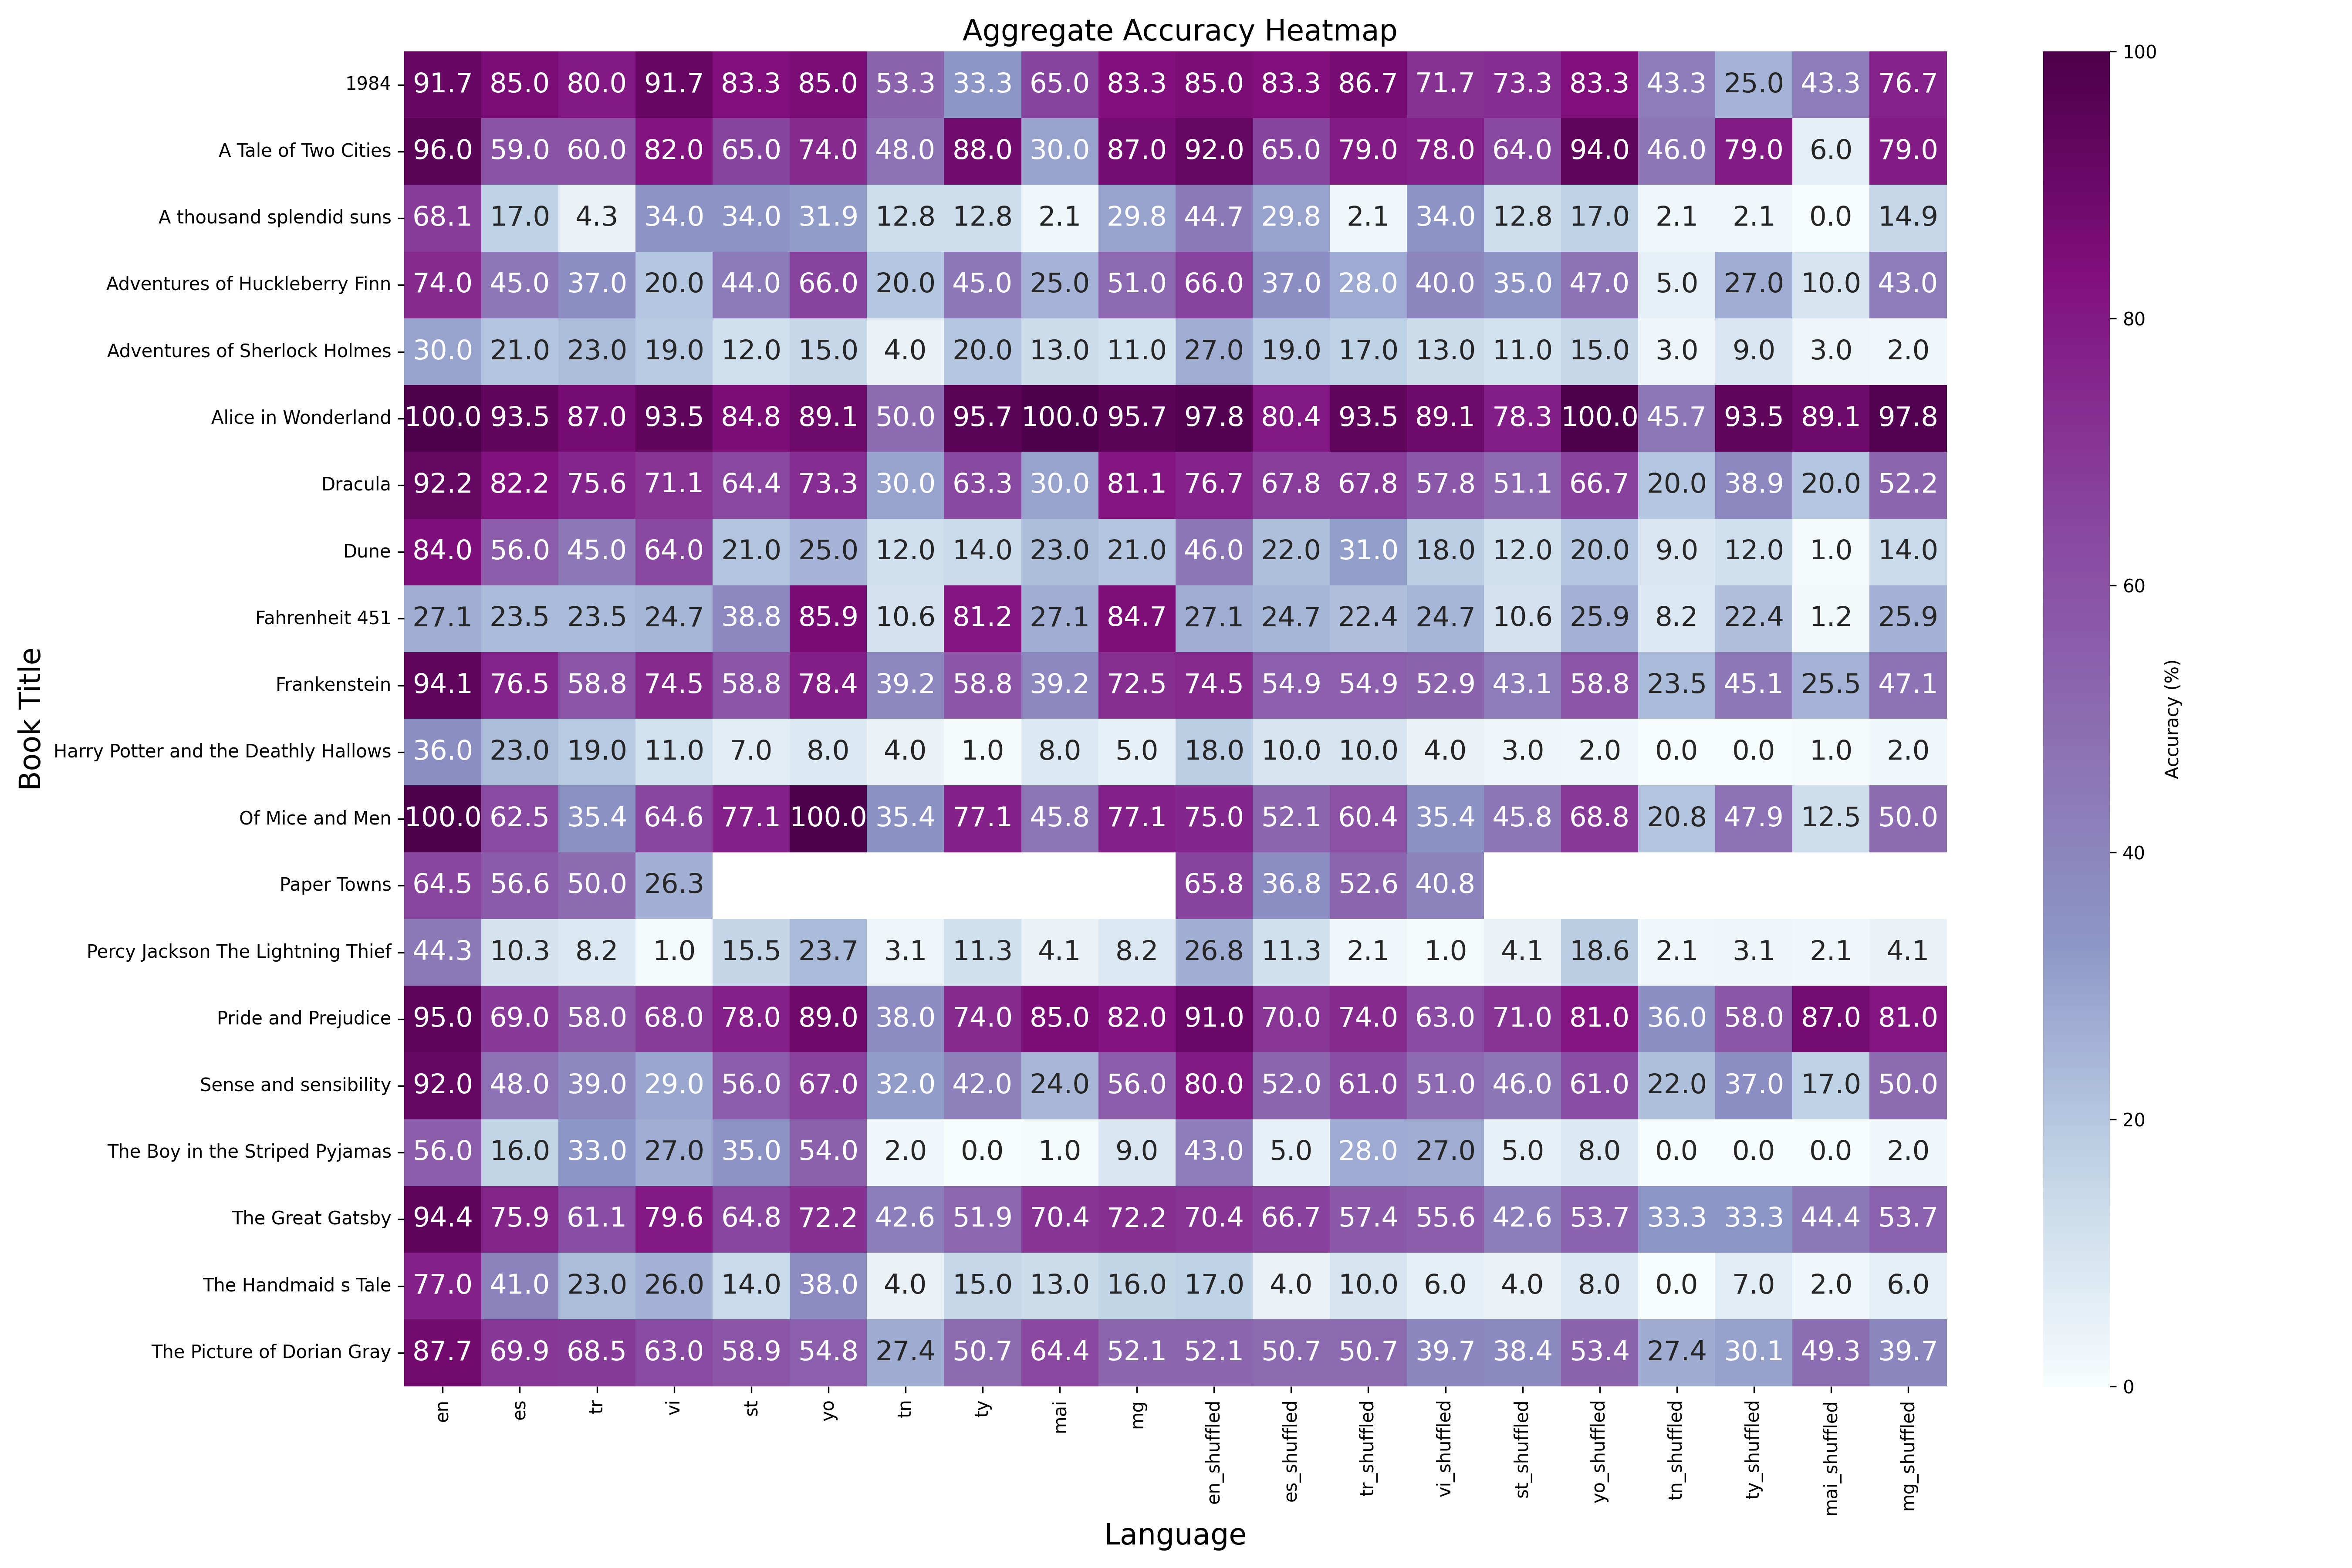 Aggregate Accuracy Heatmap
1984 91.7 85.0 80.0 91.7 83.3 85.0 53.3 33.3 65.0 83.3 85.0 83.3 86.7 71.7 73.3 83.3 43.3 25.0 43.3 76.7
A Tale of Two Cities 96.0 59.0 60.0 82.0 65.0 74.0 48.0 88.0 30.0 87.0 92.0 65.0 79.0 78.0 64.0 94.0 46.0 79.0 6.0 79.0
A thousand splendid suns 68.1 17.0 4.3 34.0 34.0 31.9 12.8 12.8 2.1 29.8 44.7 29.8 2.1 34.0 12.8 17.0 2.1 2.1 0.0 14.9
Adventures of Huckleberry Finn 74.0 45.0 37.0 20.0 44.0 66.0 20.0 45.0 25.0 51.0 66.0 37.0 28.0 40.0 35.0 47.0 5.0 27.0 10.0 43.0
Adventures of Sherlock Holmes 30.0 21.0 23.0 19.0 12.0 15.0 4.0 20.0 13.0 11.0 27.0 19.0 17.0 13.0 11.0 15.0 3.0 9.0 3.0 2.0
Alice in Wonderland 100.0 93.5 87.0 93.5 84.8 89.1 50.0 95.7 100.0 95.7 97.8 80.4 93.5 89.1 78.3 100.0 45.7 93.5 89.1 97.8
Dracula 92.2 82.2 75.6 71.1 64.4 73.3 30.0 63.3 30.0 81.1 76.7 67.8 67.8 57.8 51.1 66.7 20.0 38.9 20.0 52.2
Dune 84.0 56.0 45.0 64.0 21.0 25.0 12.0 14.0 23.0 21.0 46.0 22.0 31.0 18.0 12.0 20.0 9.0 12.0 1.0 14.0
Fahrenheit 451 27.1 23.5 23.5 24.7 38.8 85.9 10.6 81.2 27.1 84.7 27.1 24.7 22.4 24.7 10.6 25.9 8.2 22.4 1.2 25.9
Frankenstein 94.1 76.5 58.8 74.5 58.8 78.4 39.2 58.8 39.2 72.5 74.5 54.9 54.9 52.9 43.1 58.8 23.5 45.1 25.5 47.1
Harry Potter and the Deathly Hallows 36.0 23.0 19.0 11.0 7.0 8.0 4.0 1.0 8.0 5.0 18.0 10.0 10.0 4.0 3.0 2.0 0.0 0.0 1.0 2.0
Of Mice and Men 100.0 62.5 35.4 64.6 77.1 100.0 35.4 77.1 45.8 77.1 75.0 52.1 60.4 35.4 45.8 68.8 20.8 47.9 12.5 50.0
Paper Towns 64.5 56.6 50.0 26.3 65.8 36.8 52.6 40.8
Percy Jackson The Lightning Thief 44.3 10.3 8.2 1.0 15.5 23.7 3.1 11.3 4.1 8.2 26.8 11.3 2.1 1.0 4.1 18.6 2.1 3.1 2.1 4.1
Pride and Prejudice 95.0 69.0 58.0 68.0 78.0 89.0 38.0 74.0 85.0 82.0 91.0 70.0 74.0 63.0 71.0 81.0 36.0 58.0 87.0 81.0
Sense and sensibility 92.0 48.0 39.0 29.0 56.0 67.0 32.0 42.0 24.0 56.0 80.0 52.0 61.0 51.0 46.0 61.0 22.0 37.0 17.0 50.0
The Boy in the Striped Pyjamas 56.0 16.0 33.0 27.0 35.0 54.0 2.0 0.0 1.0 9.0 43.0 5.0 28.0 27.0 5.0 8.0 0.0 0.0 0.0 2.0
The Great Gatsby 94.4 75.9 61.1 79.6 64.8 72.2 42.6 51.9 70.4 72.2 70.4 66.7 57.4 55.6 42.6 53.7 33.3 33.3 44.4 53.7
The Handmaid s Tale 77.0 41.0 23.0 26.0 14.0 38.0 4.0 15.0 13.0 16.0 17.0 4.0 10.0 6.0 4.0 8.0 0.0 7.0 2.0 6.0
The Picture of Dorian Gray 87.7 69.9 68.5 63.0 58.9 54.8 27.4 50.7 64.4 52.1 52.1 50.7 50.7 39.7 38.4 53.4 27.4 30.1 49.3 39.7
en es tr vi st yo tn ty mai mg en_shuffled es_shuffled tr_shuffled vi_shuffled st_shuffled yo_shuffled tn_shuffled ty_shuffled mai_shuffled mg_shuffled
Language
Book Title
100
80
60
40
20
0
Accuracy (%)